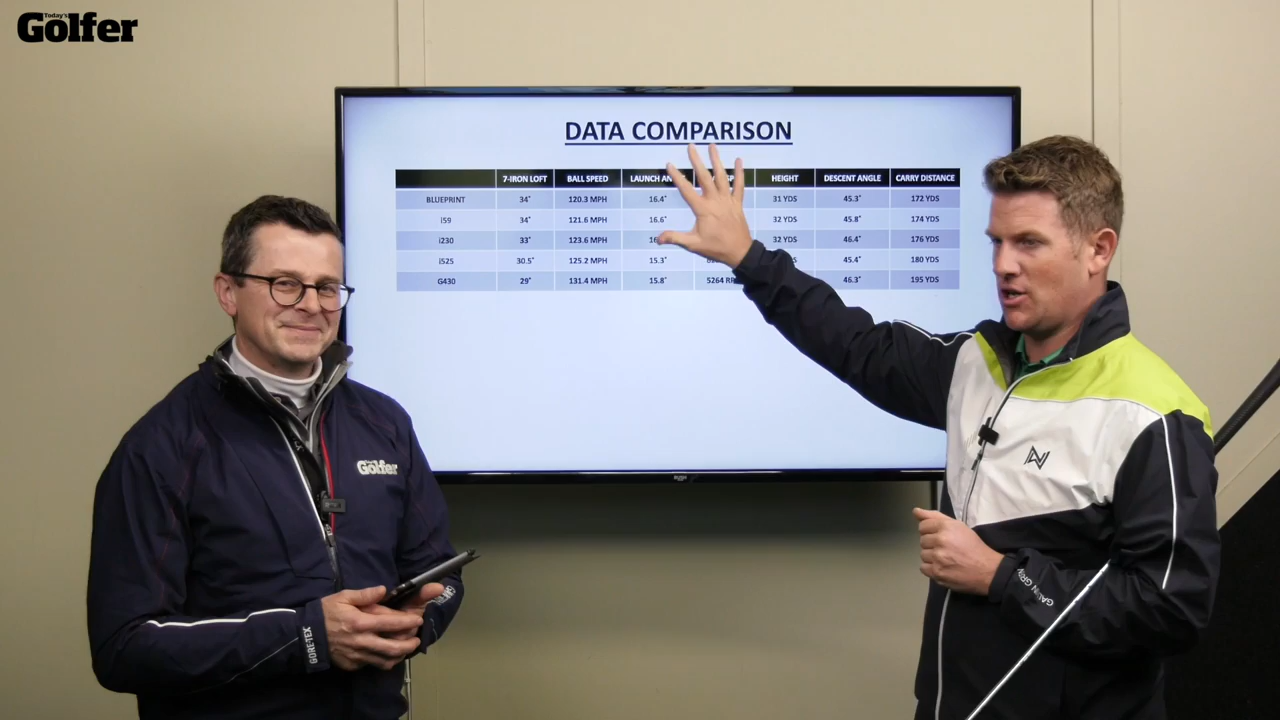 Today's
Golfer
DATA COMPARISON
7-IRON LOFT BALL SPEED LAUNCH HEIGHT DESCENT ANGLE CARRY DISTANCE
BLUEPRINT 34° 120.3 MPH 16.4° 31 YDS 45.3° 172 YDS
i59 34° 121.6 MPH 16.6° 32 YDS 45.8° 174 YDS
i230 33° 123.6 MPH 32 YDS 46.4° 176 YDS
i525 30.5° 125.2 MPH 15.3° 45.4° 180 YDS
G430 29° 131.4 MPH 15.8° 5264 46.3° 195 YDS
Golfer
GORE-TEX
GALVIN GREEN